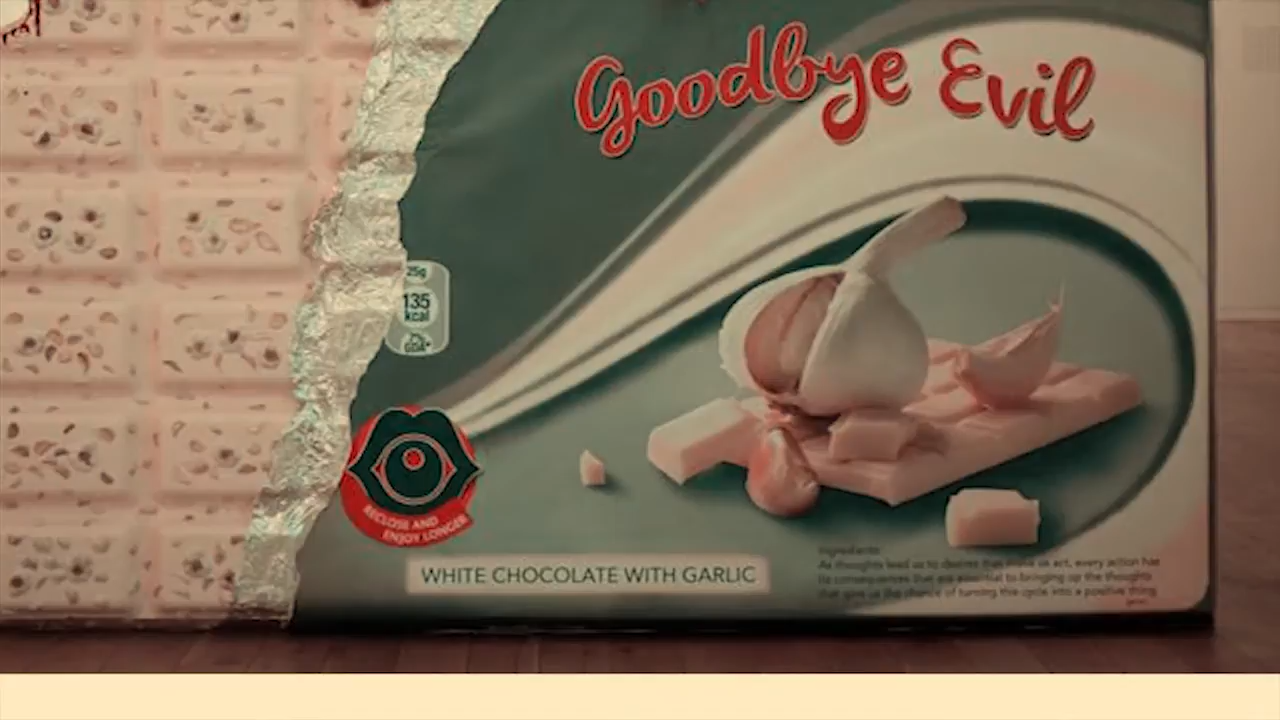 Goodbye Evil
25g
135
kcal
GDA*
RECLOSE AND
ENJOY LONGER
WHITE CHOCOLATE WITH GARLIC
Ingredients:
As thoughts lead us to desires that make us act, every action has
its consequences that are essential to bringing up the thoughts
that give us the chance of turning this cycle into a positive thing